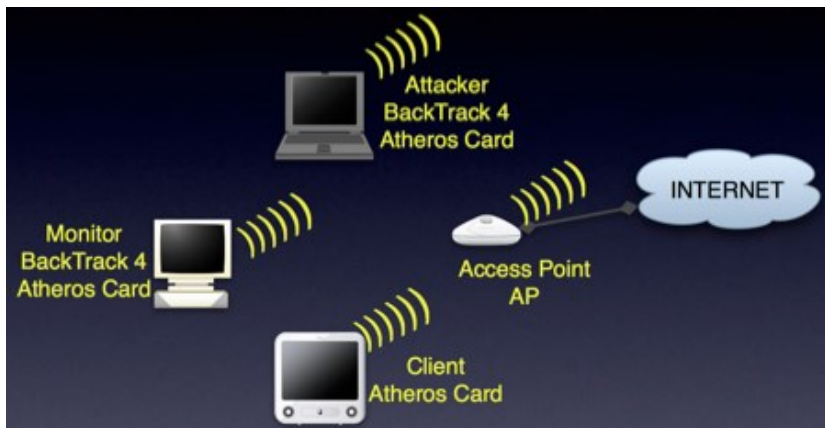 Attacker
BackTrack 4
Atheros Card
INTERNET
Monitor
BackTrack 4
Atheros Card
Access Point
AP
Client
Atheros Card